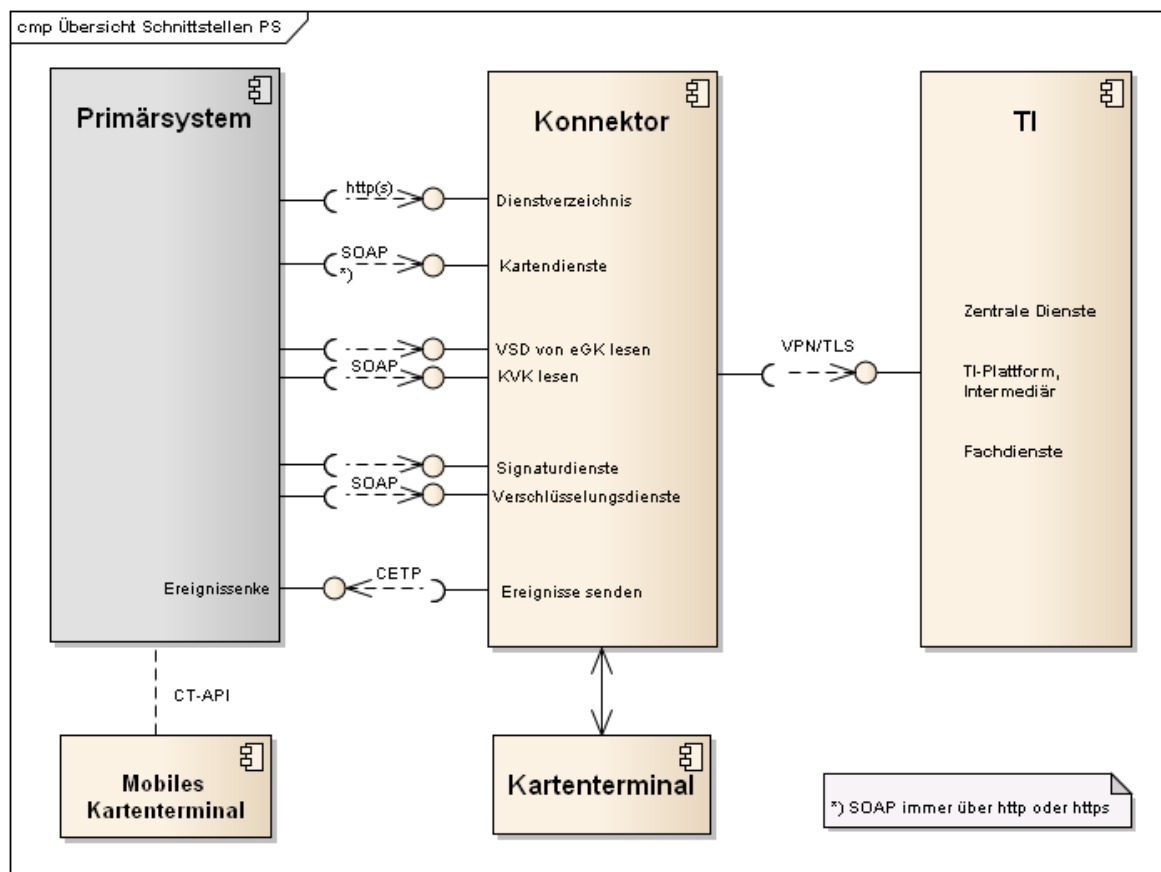 cmp Übersicht Schnittstellen PS
Primärsystem
Konnektor
TI
http(s)
Dienstverzeichnis
SOAP
*)
Kartendienste
Zentrale Dienste
VSD von eGK lesen
SOAP
KVK lesen
VPN/TLS
TI-Plattform,
Intermediär
Fachdienste
Signaturdienste
SOAP
Verschlüsselungsdienste
Ereignissenke
CETP
Ereignisse senden
CT-API
Mobiles
Kartenterminal
Kartenterminal
*) SOAP immer über http oder https